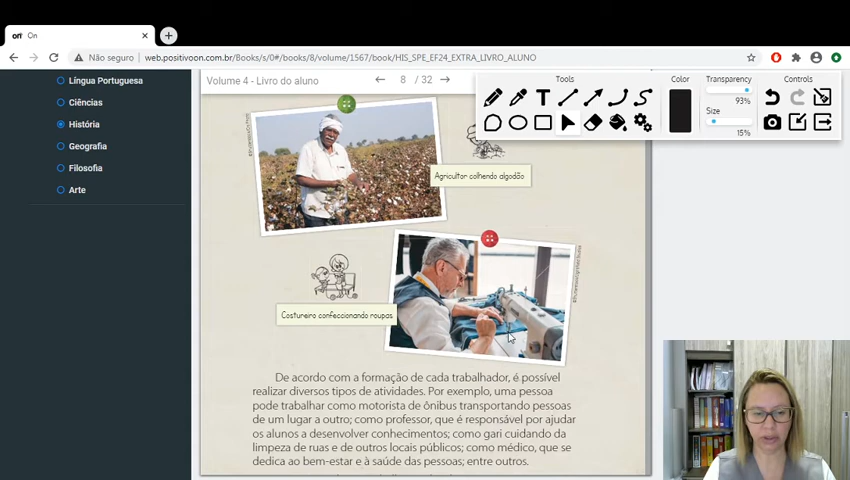 On
Não seguro
web.positivoon.com.br/Books/s/0#/books/8/volume/1567/book/HIS_SPE_EF24_EXTRA_LIVRO_ALUNO
Língua Portuguesa
Ciências
História
Geografia
Filosofia
Arte
Volume 4 - Livro do aluno
8 / 32
Tools
Color
Transparency
93%
Size
15%
Controls
Agricultor colhendo algodão
Costureiro confeccionando roupas
De acordo com a formação de cada trabalhador, é possível
realizar diversos tipos de atividades. Por exemplo, uma pessoa
pode trabalhar como motorista de ônibus transportando pessoas
de um lugar a outro; como professor, que é responsável por ajudar
os alunos a desenvolver conhecimentos; como gari cuidando da
limpeza de ruas e de outros locais públicos; como médico, que se
dedica ao bem-estar e à saúde das pessoas; entre outros.